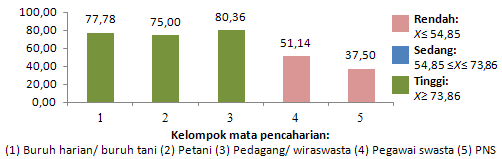 100,00
80,00
60,00
40,00
20,00
0,00
77,78
75,00
80,36
51,14
37,50
1 2 3 4 5
Rendah:
X≤ 54,85
Sedang:
54,85 ≤X≤ 73,86
Tinggi:
X≥ 73,86
Kelompok mata pencaharian:
(1) Buruh harian/ buruh tani (2) Petani (3) Pedagang/ wiraswasta (4) Pegawai swasta (5) PNS